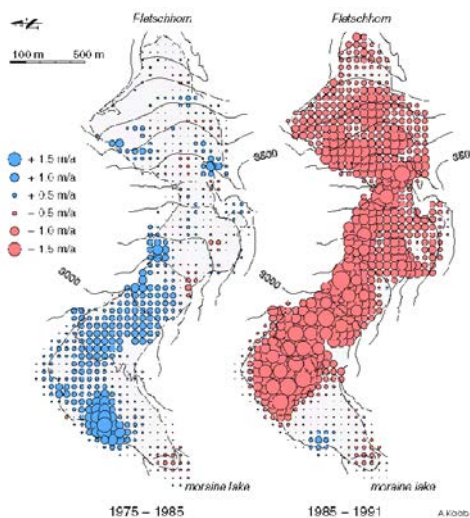 Fletschhorn
Fletschhorn
100 m 500 m
3500
350
+ 1.5 m/a
+ 1.0 m/a
+ 0.5 m/a
− 0.5 m/a
− 1.0 m/a
− 1.5 m/a
3000
3000
moraine lake
moraine lake
1975 – 1985
1985 – 1991
A.Kääb